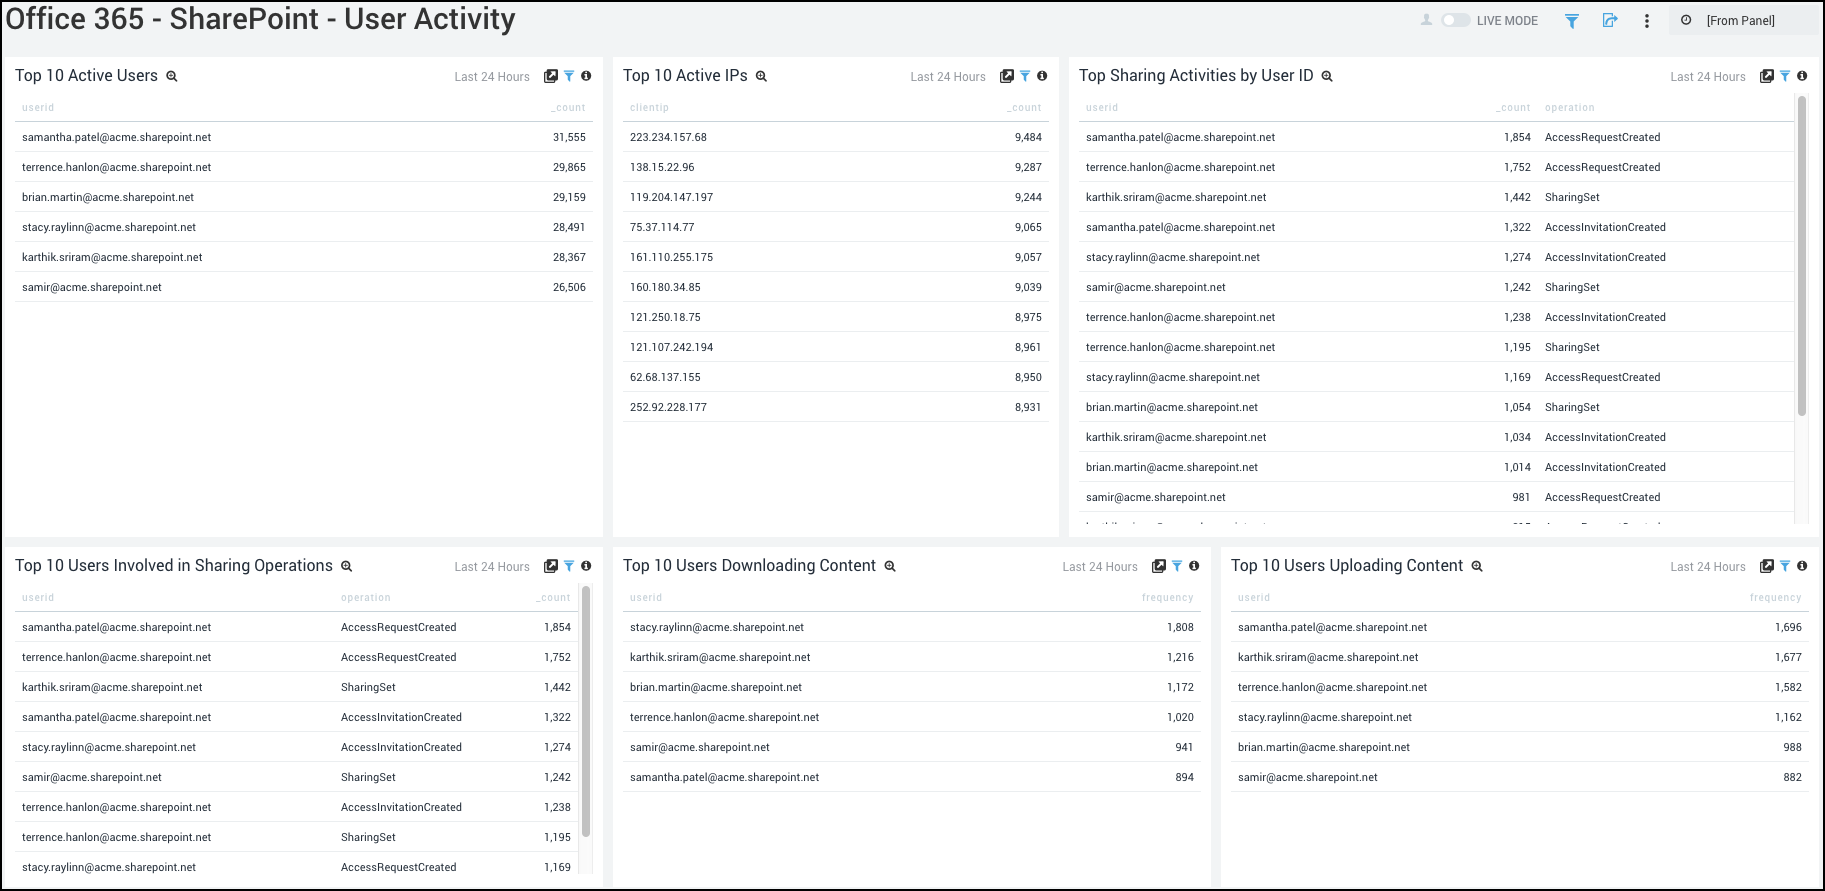 Office 365 - SharePoint - User Activity
LIVE MODE
[From Panel]
Top 10 Active Users
Last 24 Hours
userid _count
samantha.patel@acme.sharepoint.net 31,555
terrence.hanlon@acme.sharepoint.net 29,865
brian.martin@acme.sharepoint.net 29,159
stacy.raylinn@acme.sharepoint.net 28,491
karthik.sriram@acme.sharepoint.net 28,367
samir@acme.sharepoint.net 26,506
Top 10 Active IPs
Last 24 Hours
clientip _count
223.234.157.68 9,484
138.15.22.96 9,287
119.204.147.197 9,244
75.37.114.77 9,065
161.110.255.175 9,057
160.180.34.85 9,039
121.250.18.75 8,975
121.107.242.194 8,961
62.68.137.155 8,950
252.92.228.177 8,931
Top Sharing Activities by User ID
Last 24 Hours
userid _count operation
samantha.patel@acme.sharepoint.net 1,854 AccessRequestCreated
terrence.hanlon@acme.sharepoint.net 1,752 AccessRequestCreated
karthik.sriram@acme.sharepoint.net 1,442 SharingSet
samantha.patel@acme.sharepoint.net 1,322 AccessInvitationCreated
stacy.raylinn@acme.sharepoint.net 1,274 AccessInvitationCreated
samir@acme.sharepoint.net 1,242 SharingSet
terrence.hanlon@acme.sharepoint.net 1,238 AccessInvitationCreated
terrence.hanlon@acme.sharepoint.net 1,195 SharingSet
stacy.raylinn@acme.sharepoint.net 1,169 AccessRequestCreated
brian.martin@acme.sharepoint.net 1,054 SharingSet
karthik.sriram@acme.sharepoint.net 1,034 AccessInvitationCreated
brian.martin@acme.sharepoint.net 1,014 AccessInvitationCreated
samir@acme.sharepoint.net 981 AccessRequestCreated
Top 10 Users Involved in Sharing Operations
Last 24 Hours
userid operation _count
samantha.patel@acme.sharepoint.net AccessRequestCreated 1,854
terrence.hanlon@acme.sharepoint.net AccessRequestCreated 1,752
karthik.sriram@acme.sharepoint.net SharingSet 1,442
samantha.patel@acme.sharepoint.net AccessInvitationCreated 1,322
stacy.raylinn@acme.sharepoint.net AccessInvitationCreated 1,274
samir@acme.sharepoint.net SharingSet 1,242
terrence.hanlon@acme.sharepoint.net AccessInvitationCreated 1,238
terrence.hanlon@acme.sharepoint.net SharingSet 1,195
stacy.raylinn@acme.sharepoint.net AccessRequestCreated 1,169
Top 10 Users Downloading Content
Last 24 Hours
userid frequency
stacy.raylinn@acme.sharepoint.net 1,808
karthik.sriram@acme.sharepoint.net 1,216
brian.martin@acme.sharepoint.net 1,172
terrence.hanlon@acme.sharepoint.net 1,020
samir@acme.sharepoint.net 941
samantha.patel@acme.sharepoint.net 894
Top 10 Users Uploading Content
Last 24 Hours
userid frequency
samantha.patel@acme.sharepoint.net 1,696
karthik.sriram@acme.sharepoint.net 1,677
terrence.hanlon@acme.sharepoint.net 1,582
stacy.raylinn@acme.sharepoint.net 1,162
brian.martin@acme.sharepoint.net 988
samir@acme.sharepoint.net 882